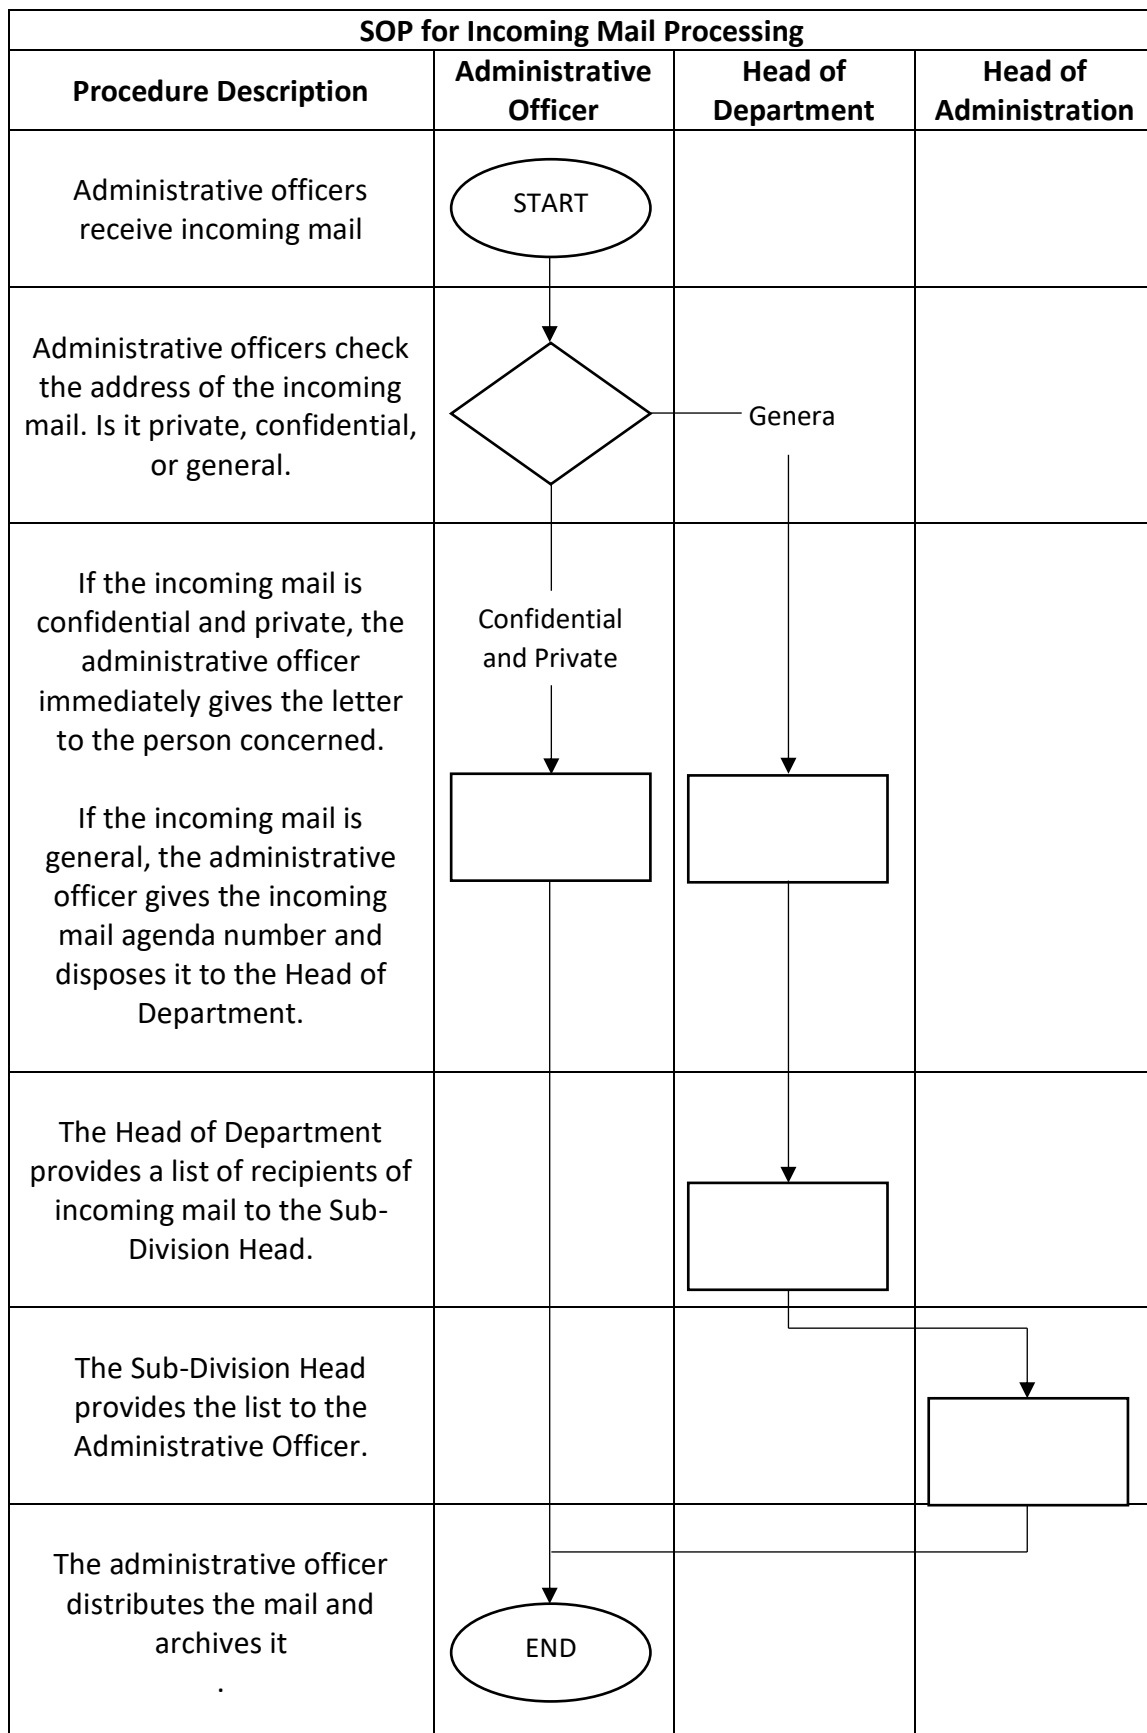 SOP for Incoming Mail Processing
Procedure Description
Administrative
Officer
Head of
Department
Head of
Administration
Administrative officers
receive incoming mail
START
Administrative officers check
the address of the incoming
mail. Is it private, confidential,
or general.
Genera
If the incoming mail is
confidential and private, the
administrative officer
immediately gives the letter
to the person concerned.
If the incoming mail is
general, the administrative
officer gives the incoming
mail agenda number and
disposes it to the Head of
Department.
Confidential
and Private
The Head of Department
provides a list of recipients of
incoming mail to the Sub-
Division Head.
The Sub-Division Head
provides the list to the
Administrative Officer.
The administrative officer
distributes the mail and
archives it
.
END